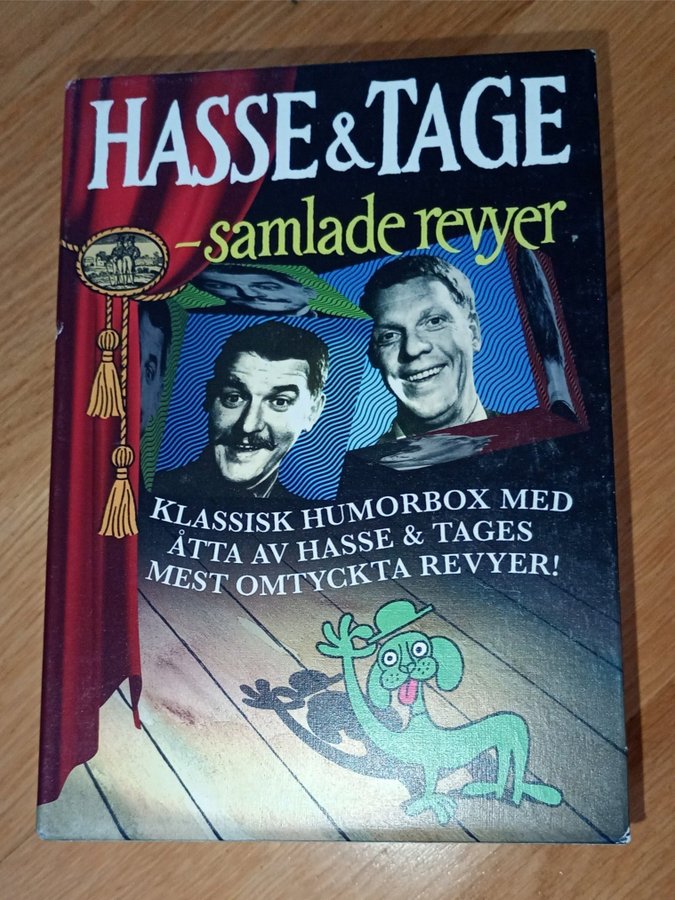 HASSE & TAGE
– samlade revyer
KLASSISK HUMORBOX MED
ÅTTA AV HASSE & TAGES
MEST OMTYCKTA REVYER!